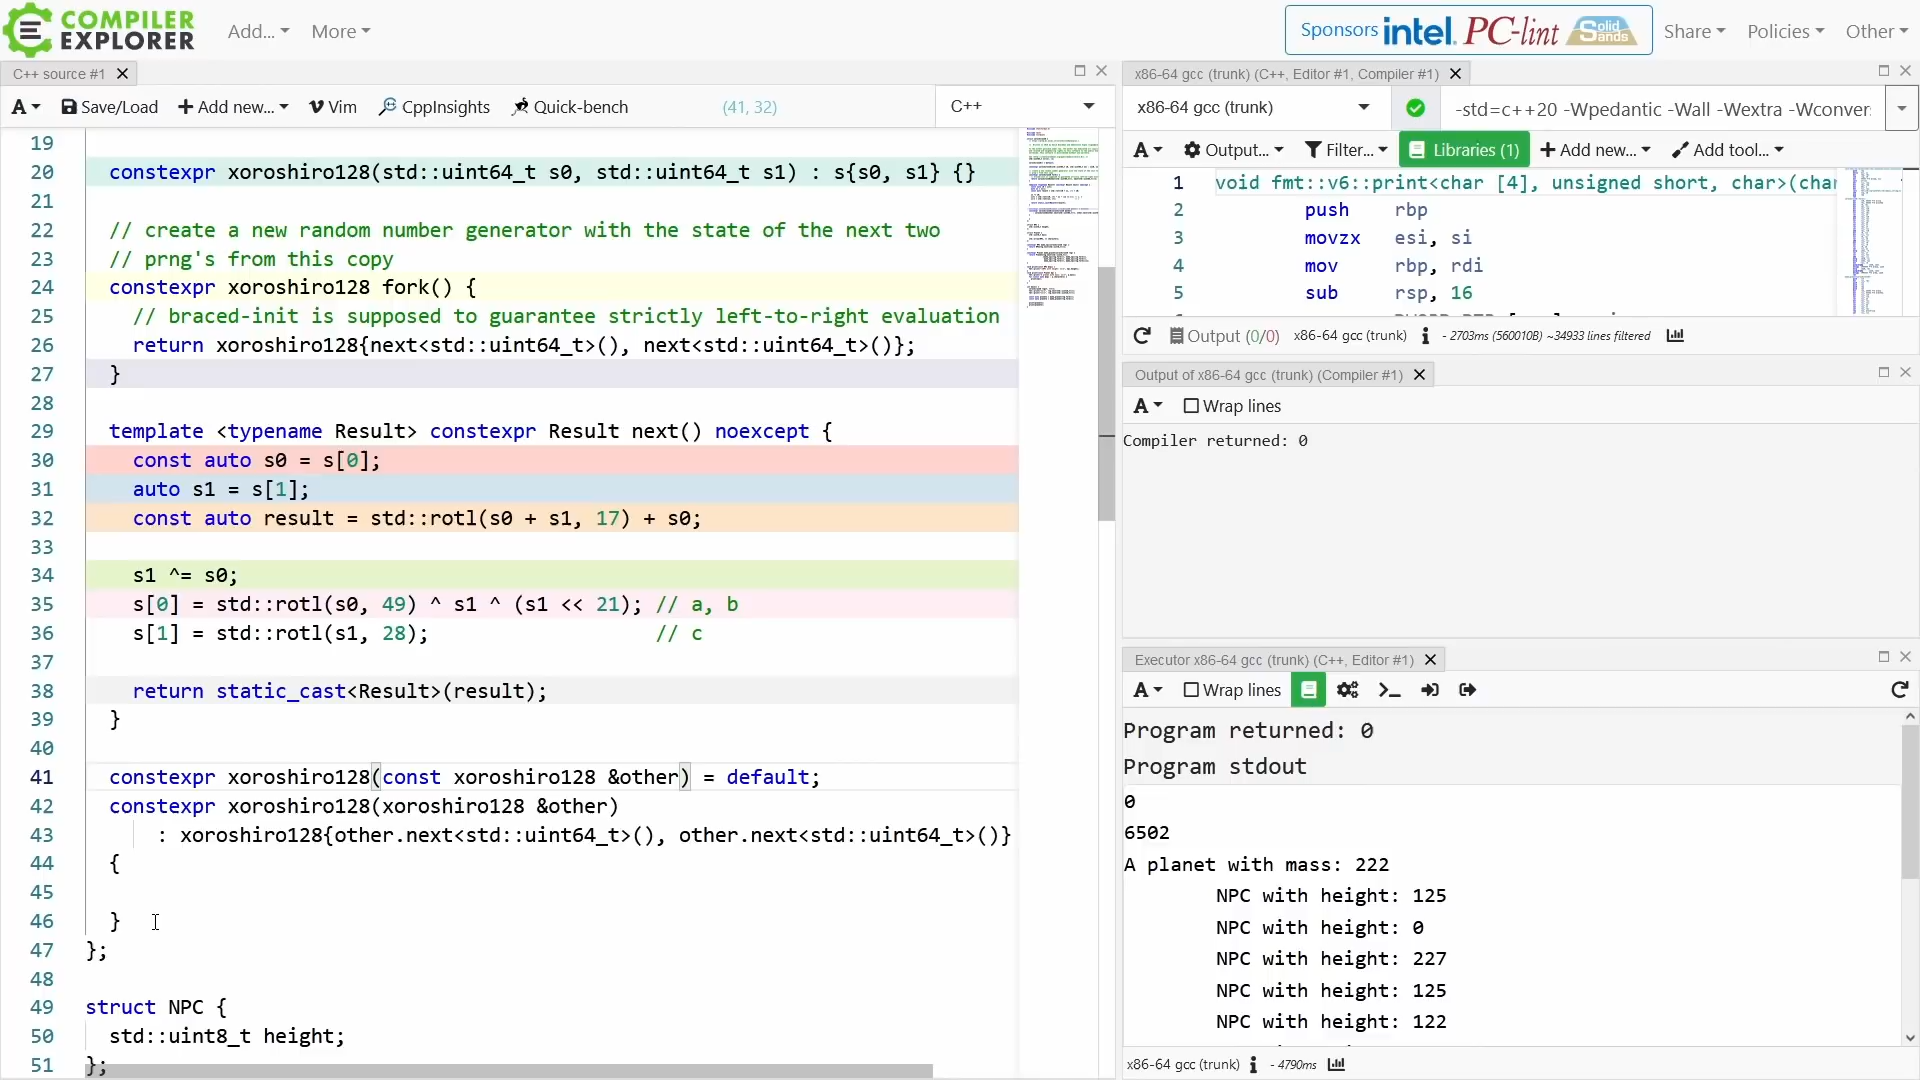 COMPILER
EXPLORER
Add...
More
Sponsors intel. PC-lint Solid Sands
Share
Policies
Other
C++ source #1
A
Save/Load
Add new...
Vim
CppInsights
Quick-bench
(41, 32)
C++
19
20 constexpr xoroshiro128(std::uint64_t s0, std::uint64_t s1) : s{s0, s1} {}
21
22 // create a new random number generator with the state of the next two
23 // prng's from this copy
24 constexpr xoroshiro128 fork() {
25 // braced-init is supposed to guarantee strictly left-to-right evaluation
26 return xoroshiro128{next<std::uint64_t>(), next<std::uint64_t>()};
27 }
28
29 template <typename Result> constexpr Result next() noexcept {
30 const auto s0 = s[0];
31 auto s1 = s[1];
32 const auto result = std::rotl(s0 + s1, 17) + s0;
33
34 s1 ^= s0;
35 s[0] = std::rotl(s0, 49) ^ s1 ^ (s1 << 21); // a, b
36 s[1] = std::rotl(s1, 28); // c
37
38 return static_cast<Result>(result);
39 }
40
41 constexpr xoroshiro128(const xoroshiro128 &other) = default;
42 constexpr xoroshiro128(xoroshiro128 &other)
43 : xoroshiro128{other.next<std::uint64_t>(), other.next<std::uint64_t>()}
44 {
45
46 }
47 };
48
49 struct NPC {
50 std::uint8_t height;
51 };
x86-64 gcc (trunk) (C++, Editor #1, Compiler #1)
x86-64 gcc (trunk)
-std=c++20 -Wpedantic -Wall -Wextra -Wconver
A
Output...
Filter...
Libraries (1)
Add new...
Add tool...
1 void fmt::v6::print<char [4], unsigned short, char>(char
2 push rbp
3 movzx esi, si
4 mov rbp, rdi
5 sub rsp, 16
Output (0/0) x86-64 gcc (trunk) i - 2703ms (560010B) ~34933 lines filtered
Output of x86-64 gcc (trunk) (Compiler #1)
A
Wrap lines
Compiler returned: 0
Executor x86-64 gcc (trunk) (C++, Editor #1)
A
Wrap lines
Program returned: 0
Program stdout
0
6502
A planet with mass: 222
NPC with height: 125
NPC with height: 0
NPC with height: 227
NPC with height: 125
NPC with height: 122
x86-64 gcc (trunk) i - 4790ms